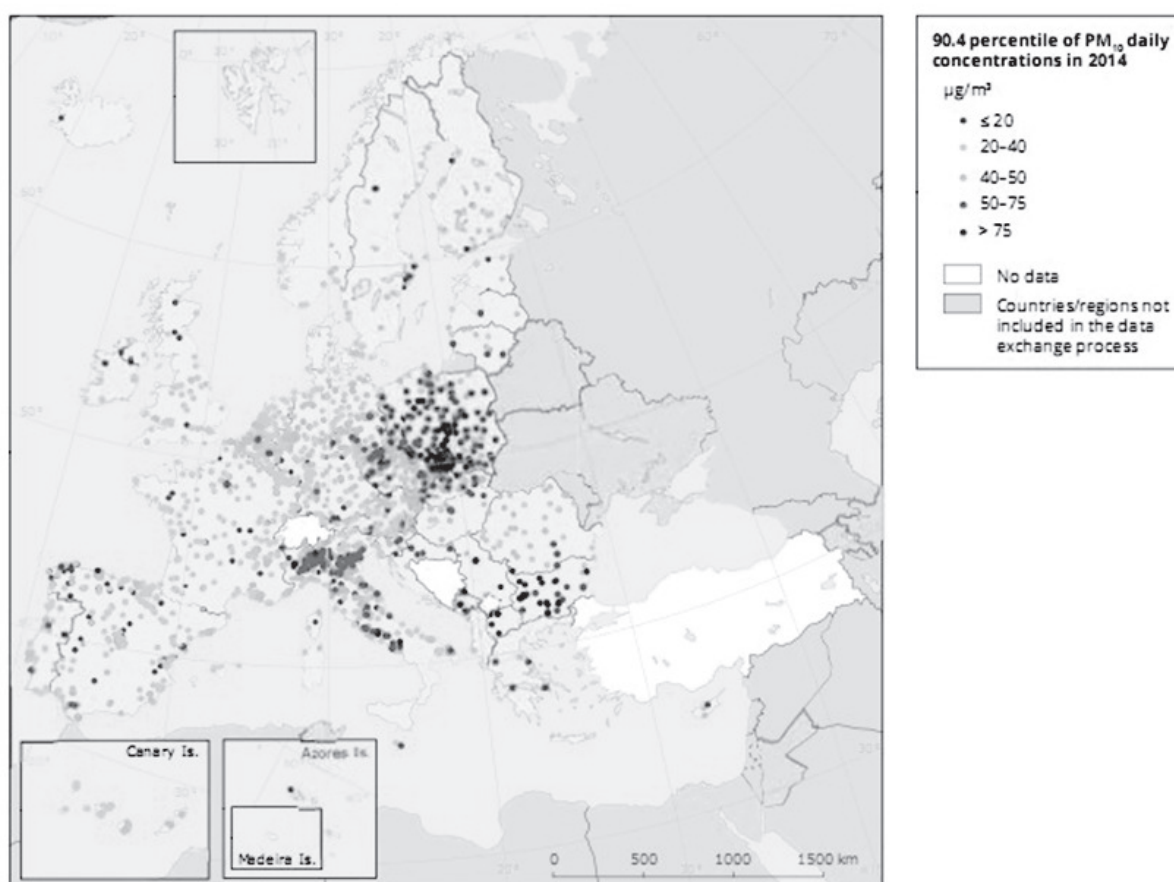 90.4 percentile of PM₁₀ daily
concentrations in 2014
µg/m³
≤ 20
20–40
40–50
50–75
> 75
No data
Countries/regions not
included in the data
exchange process
Canary Is.
Azores Is.
Madeira Is.
0 500 1000 1500 km